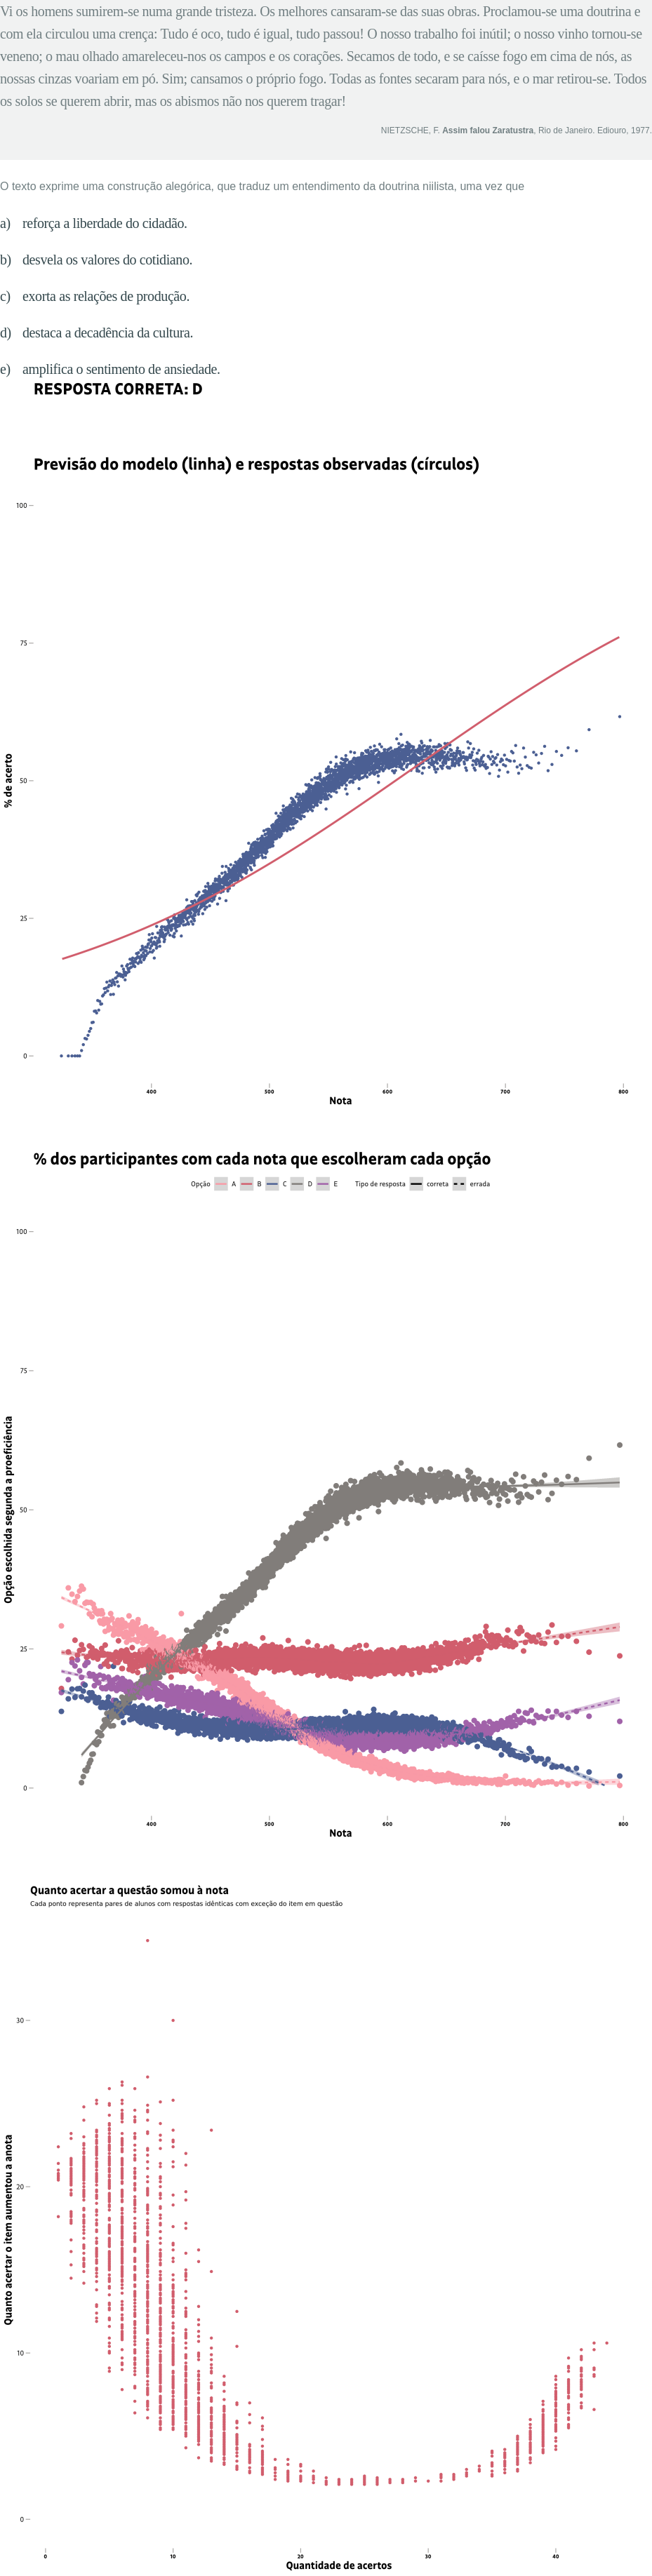 Vi os homens sumirem-se numa grande tristeza. Os melhores cansaram-se das suas obras. Proclamou-se uma doutrina e
com ela circulou uma crença: Tudo é oco, tudo é igual, tudo passou! O nosso trabalho foi inútil; o nosso vinho tornou-se
veneno; o mau olhado amareleceu-nos os campos e os corações. Secamos de todo, e se caísse fogo em cima de nós, as
nossas cinzas voariam em pó. Sim; cansamos o próprio fogo. Todas as fontes secaram para nós, e o mar retirou-se. Todos
os solos se querem abrir, mas os abismos não nos querem tragar!
NIETZSCHE, F. Assim falou Zaratustra, Rio de Janeiro. Ediouro, 1977.
O texto exprime uma construção alegórica, que traduz um entendimento da doutrina niilista, uma vez que
a) reforça a liberdade do cidadão.
b) desvela os valores do cotidiano.
c) exorta as relações de produção.
d) destaca a decadência da cultura.
e) amplifica o sentimento de ansiedade.
RESPOSTA CORRETA: D
Previsão do modelo (linha) e respostas observadas (círculos)
100
75
% de acerto
50
25
0
400 500 600 700 800
Nota
% dos participantes com cada nota que escolheram cada opção
Opção A B C D E Tipo de resposta correta errada
100
75
Opção escolhida segunda a proeficiência
50
25
0
400 500 600 700 800
Nota
Quanto acertar a questão somou à nota
Cada ponto representa pares de alunos com respostas idênticas com exceção do item em questão
30
20
Quanto acertar o item aumentou a anota
10
0
0 10 20 30 40
Quantidade de acertos